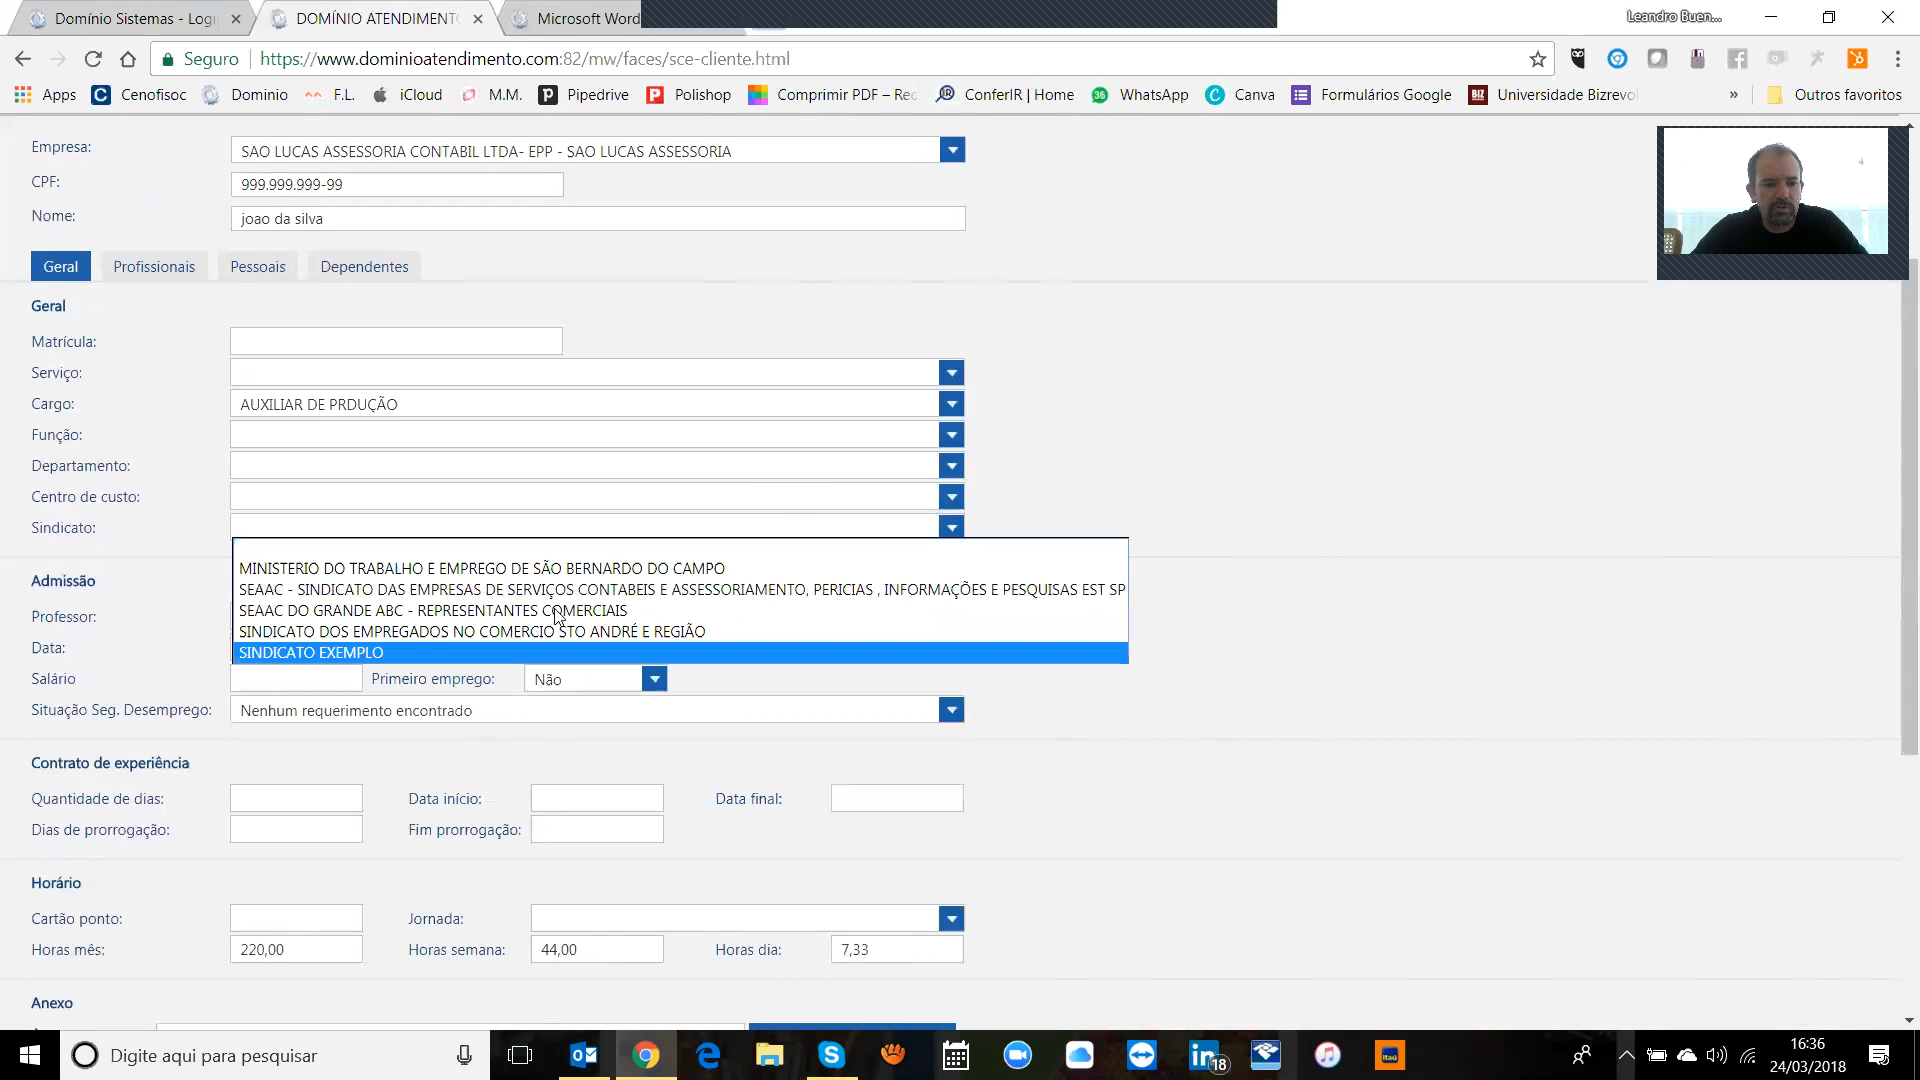 Domínio Sistemas - Logi
DOMÍNIO ATENDIMENTO
Microsoft Word
Leandro Buen...
Seguro
https://www.dominioatendimento.com:82/mw/faces/sce-cliente.html
Apps
Cenofisoc
Dominio
F.L.
iCloud
M.M.
Pipedrive
Polishop
Comprimir PDF – Rec
ConferIR | Home
WhatsApp
Canva
Formulários Google
Universidade Bizrevol
»
Outros favoritos
Empresa:
SAO LUCAS ASSESSORIA CONTABIL LTDA- EPP - SAO LUCAS ASSESSORIA
CPF:
999.999.999-99
Nome:
joao da silva
Geral
Profissionais
Pessoais
Dependentes
Geral
Matrícula:
Serviço:
Cargo:
AUXILIAR DE PRDUÇÃO
Função:
Departamento:
Centro de custo:
Sindicato:
MINISTERIO DO TRABALHO E EMPREGO DE SÃO BERNARDO DO CAMPO
SEAAC - SINDICATO DAS EMPRESAS DE SERVIÇOS CONTABEIS E ASSESSORIAMENTO, PERICIAS , INFORMAÇÕES E PESQUISAS EST SP
SEAAC DO GRANDE ABC - REPRESENTANTES COMERCIAIS
SINDICATO DOS EMPREGADOS NO COMERCIO STO ANDRÉ E REGIÃO
SINDICATO EXEMPLO
Admissão
Professor:
Data:
Salário
Primeiro emprego:
Não
Situação Seg. Desemprego:
Nenhum requerimento encontrado
Contrato de experiência
Quantidade de dias:
Data início:
Data final:
Dias de prorrogação:
Fim prorrogação:
Horário
Cartão ponto:
Jornada:
Horas mês:
220,00
Horas semana:
44,00
Horas dia:
7,33
Anexo
Digite aqui para pesquisar
18
16:36
24/03/2018